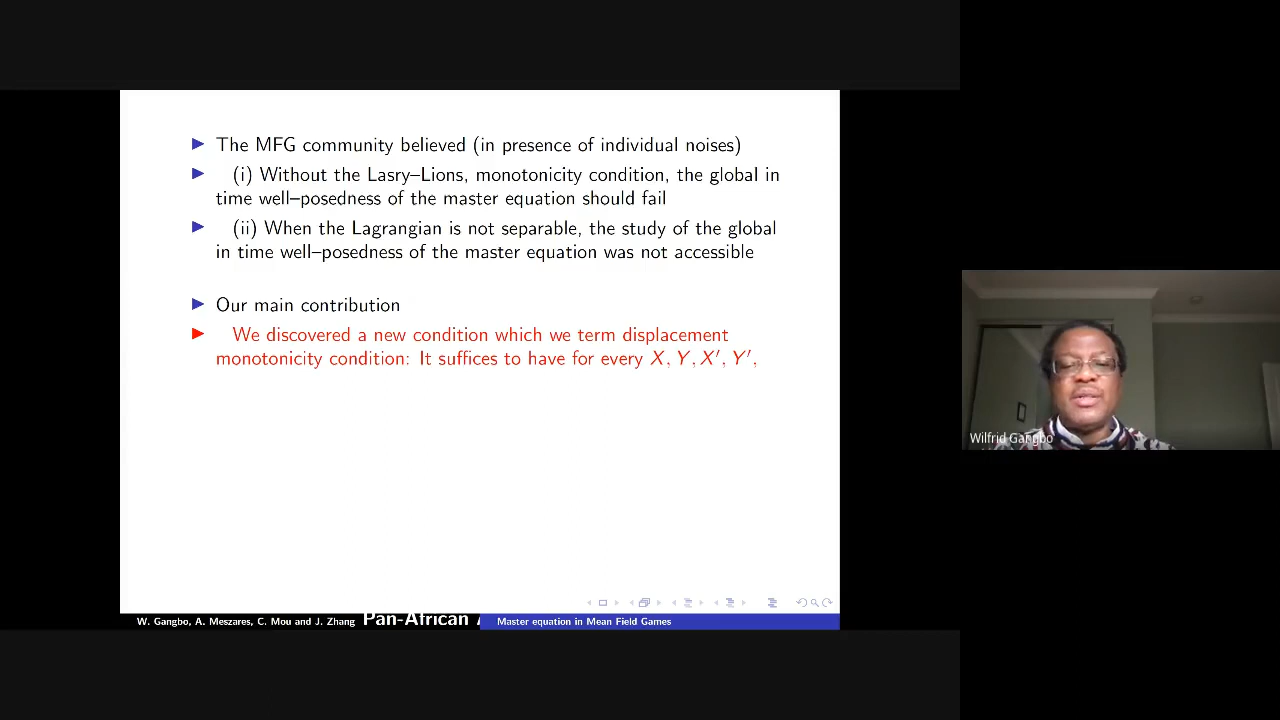 The MFG community believed (in presence of individual noises)
(i) Without the Lasry–Lions, monotonicity condition, the global in
time well–posedness of the master equation should fail
(ii) When the Lagrangian is not separable, the study of the global
in time well–posedness of the master equation was not accessible
Our main contribution
We discovered a new condition which we term displacement
monotonicity condition: It suffices to have for every X, Y, X′, Y′,
W. Gangbo, A. Meszares, C. Mou and J. Zhang Pan-African Master equation in Mean Field Games
Wilfrid Gangbo